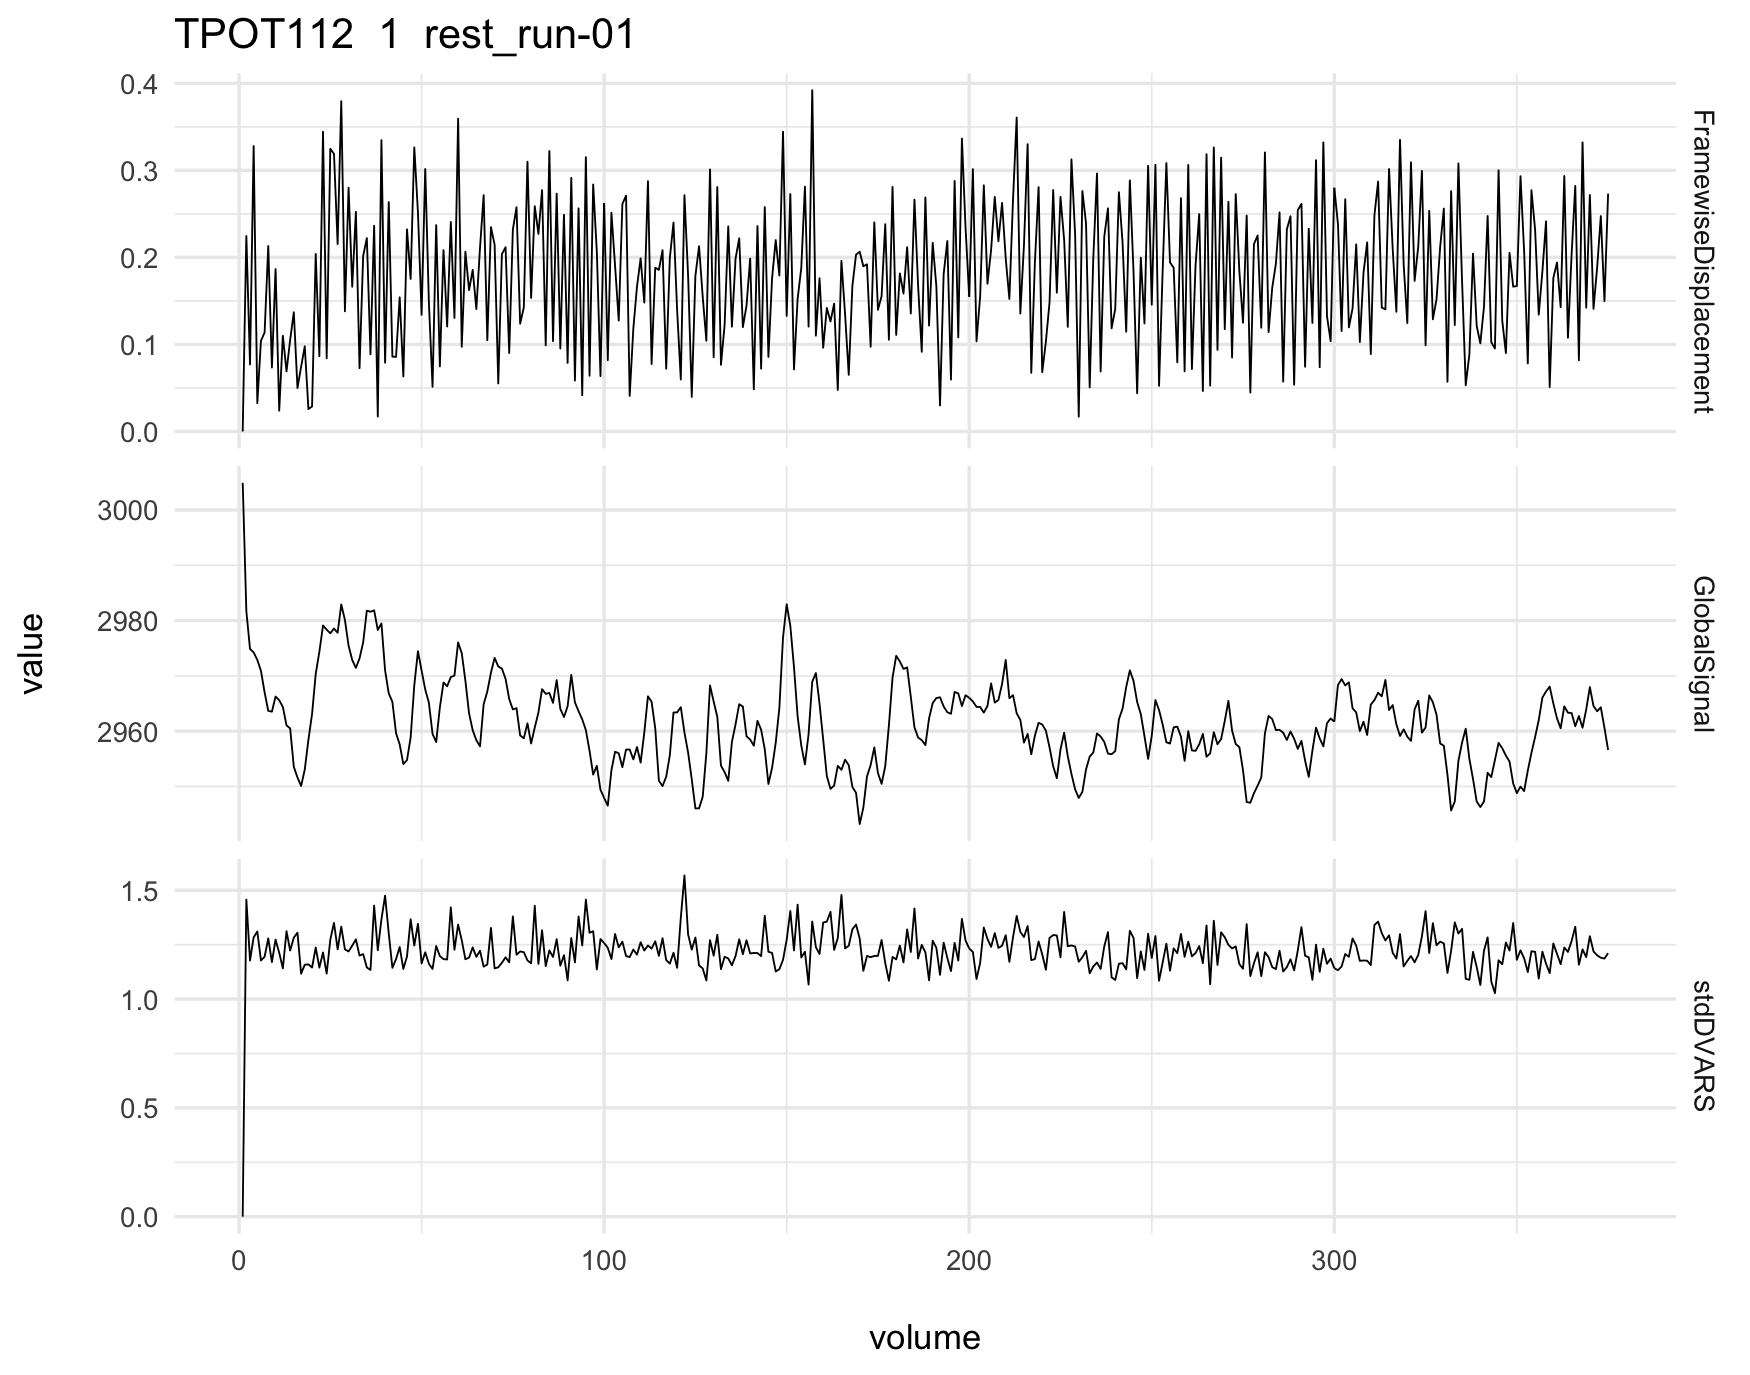 TPOT112  1  rest_run-01
0.4
0.3
0.2
0.1
0.0
FramewiseDisplacement
3000
2980
2960
GlobalSignal
value
1.5
1.0
0.5
0.0
stdDVARS
0 100 200 300
volume